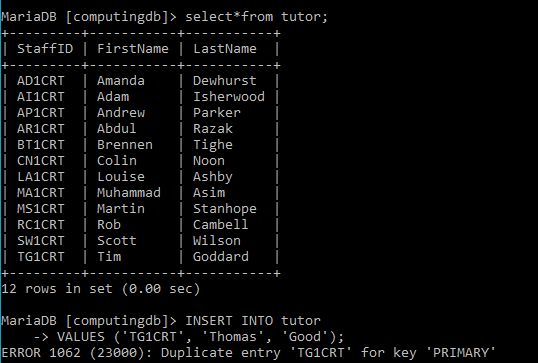 MariaDB [computingdb]> select*from tutor;
+---------+-----------+-----------+
| StaffID | FirstName | LastName  |
+---------+-----------+-----------+
| AD1CRT  | Amanda    | Dewhurst  |
| AI1CRT  | Adam      | Isherwood |
| AP1CRT  | Andrew    | Parker    |
| AR1CRT  | Abdul     | Razak     |
| BT1CRT  | Brennen   | Tighe     |
| CN1CRT  | Colin     | Noon      |
| LA1CRT  | Louise    | Ashby     |
| MA1CRT  | Muhammad  | Asim      |
| MS1CRT  | Martin    | Stanhope  |
| RC1CRT  | Rob       | Cambell   |
| SW1CRT  | Scott     | Wilson    |
| TG1CRT  | Tim       | Goddard   |
+---------+-----------+-----------+
12 rows in set (0.00 sec)
MariaDB [computingdb]> INSERT INTO tutor
    -> VALUES ('TG1CRT', 'Thomas', 'Good');
ERROR 1062 (23000): Duplicate entry 'TG1CRT' for key 'PRIMARY'